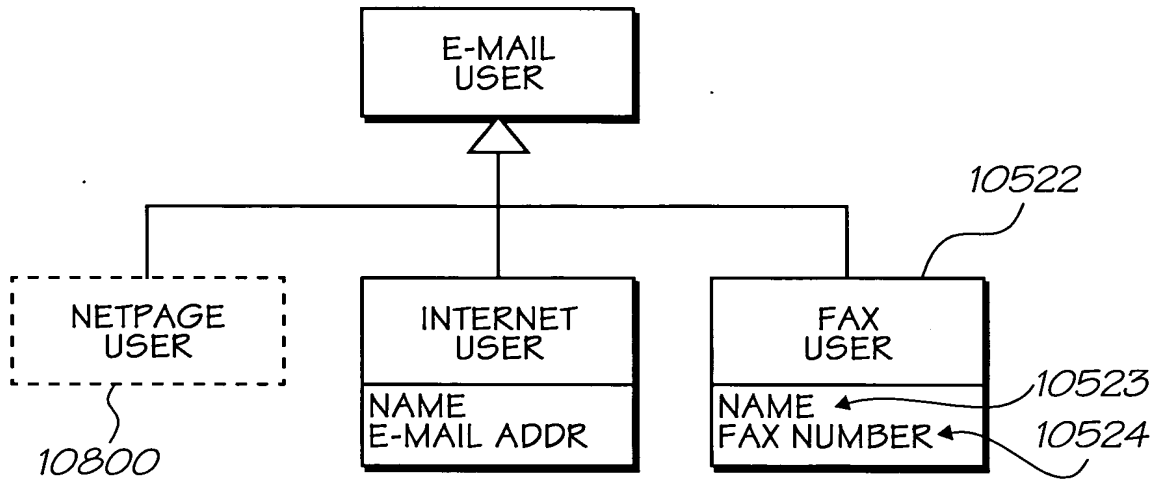 E-MAIL
USER
10522
NETPAGE
USER
INTERNET
USER
FAX
USER
NAME
E-MAIL ADDR
NAME
FAX NUMBER
10523
10524
10800